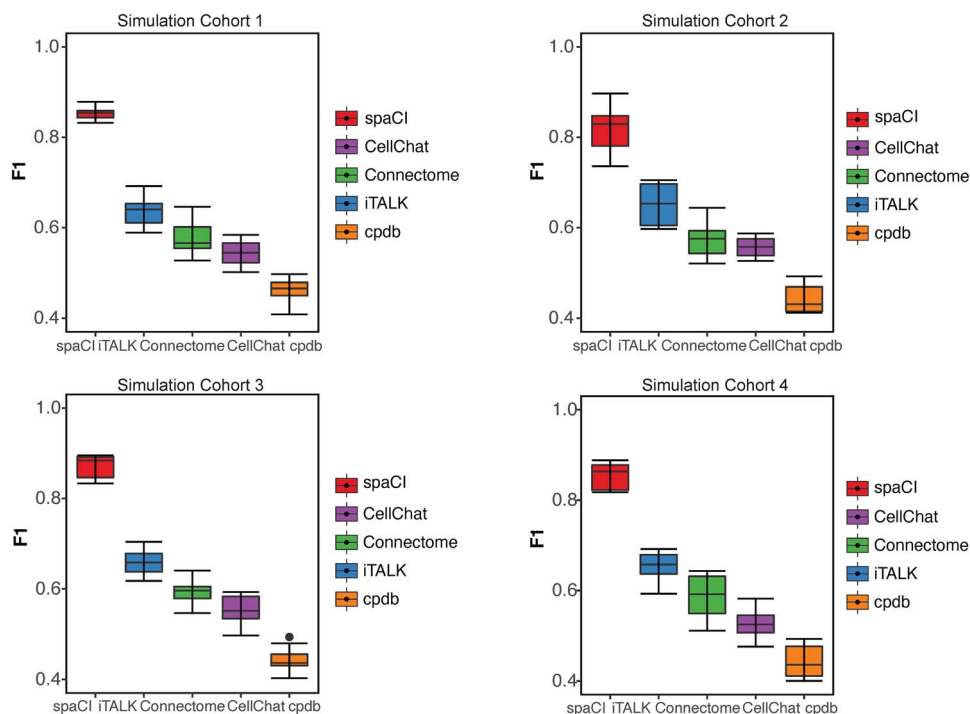 Simulation Cohort 1
1.0
0.8
0.6
0.4
F1
spaCI iTALK Connectome CellChat cpdb
spaCI
CellChat
Connectome
iTALK
cpdb
Simulation Cohort 2
1.0
0.8
0.6
0.4
F1
spaCI iTALK Connectome CellChat cpdb
spaCI
CellChat
Connectome
iTALK
cpdb
Simulation Cohort 3
1.0
0.8
0.6
0.4
F1
spaCI iTALK Connectome CellChat cpdb
spaCI
CellChat
Connectome
iTALK
cpdb
Simulation Cohort 4
1.0
0.8
0.6
0.4
F1
spaCI iTALK Connectome CellChat cpdb
spaCI
CellChat
Connectome
iTALK
cpdb